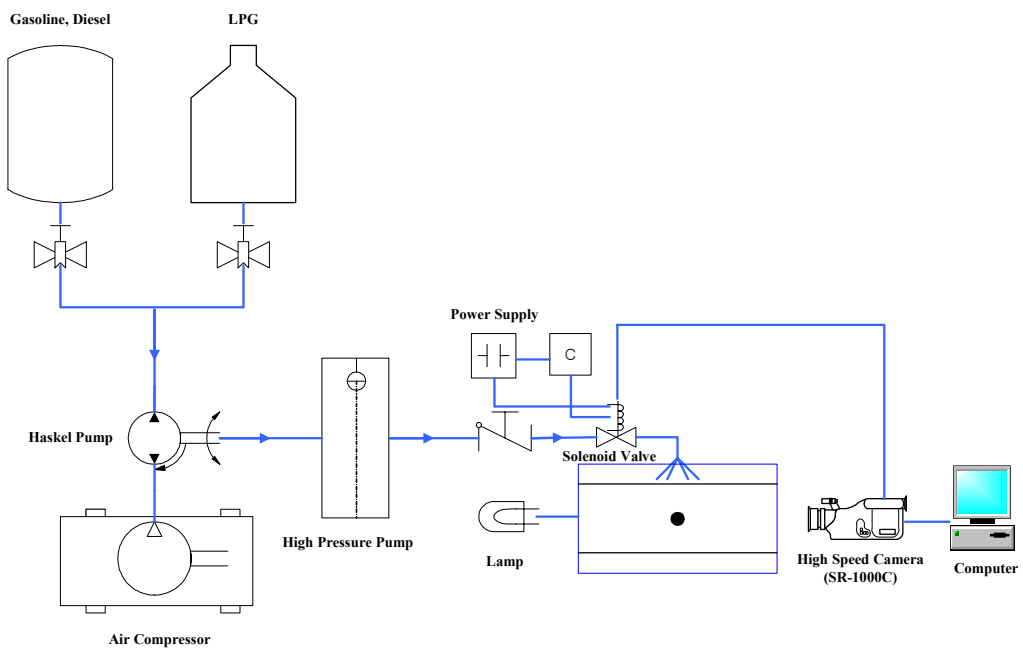 Gasoline, Diesel
LPG
Power Supply
C
Haskel Pump
Solenoid Valve
High Pressure Pump
Lamp
High Speed Camera
(SR-1000C)
Computer
Air Compressor